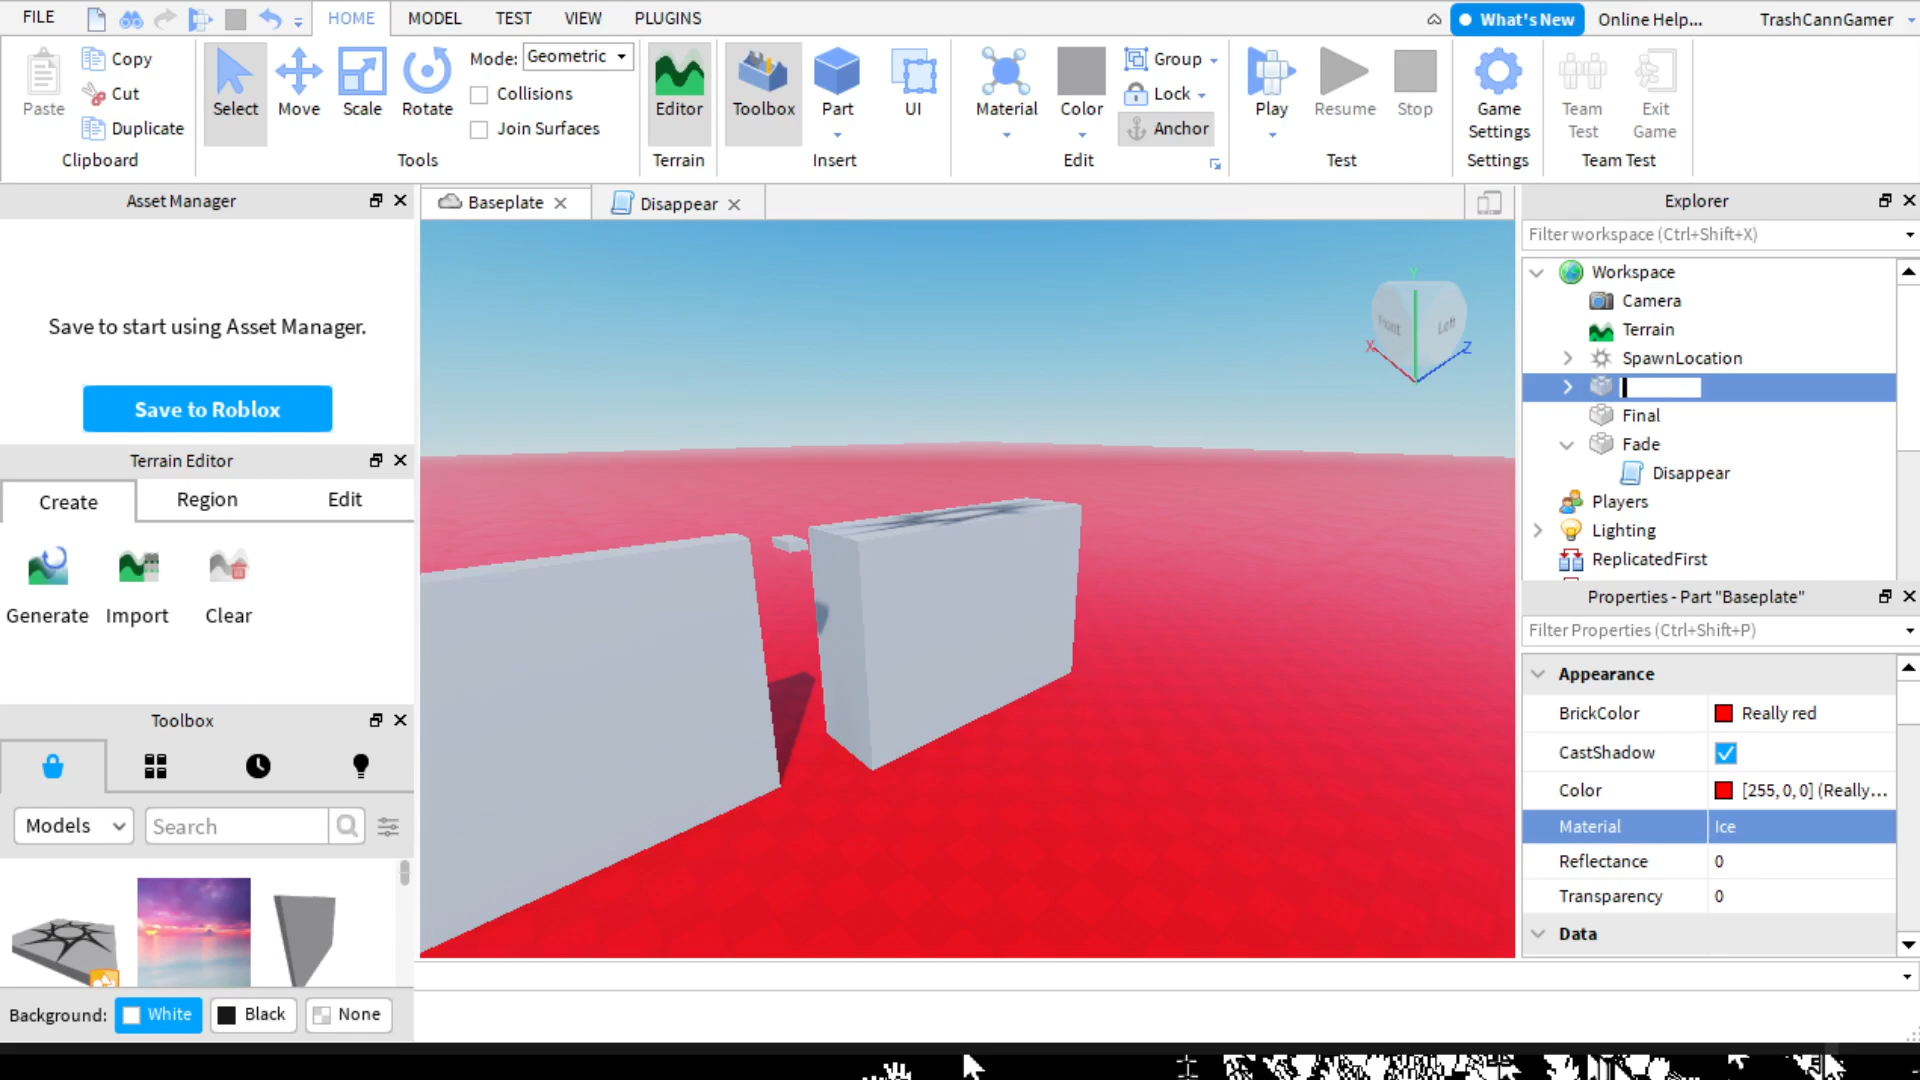 FILE HOME MODEL TEST VIEW PLUGINS What's New Online Help... TrashCannGamer
Paste Copy Cut Duplicate Clipboard
Select Move Scale Rotate Mode: Geometric Collisions Join Surfaces Tools
Editor Terrain
Toolbox Part UI Insert
Material Color Group Lock Anchor Edit
Play Resume Stop Test
Game Settings Settings
Team Test Exit Game Team Test
Asset Manager
Save to start using Asset Manager.
Save to Roblox
Terrain Editor
Create Region Edit
Generate Import Clear
Toolbox
Models Search
Background: White Black None
Baseplate Disappear
Y
Front Left
X Z
Explorer
Filter workspace (Ctrl+Shift+X)
Workspace
Camera
Terrain
SpawnLocation
Final
Fade
Disappear
Players
Lighting
ReplicatedFirst
Properties - Part "Baseplate"
Filter Properties (Ctrl+Shift+P)
Appearance
BrickColor Really red
CastShadow
Color [255, 0, 0] (Really...
Material Ice
Reflectance 0
Transparency 0
Data